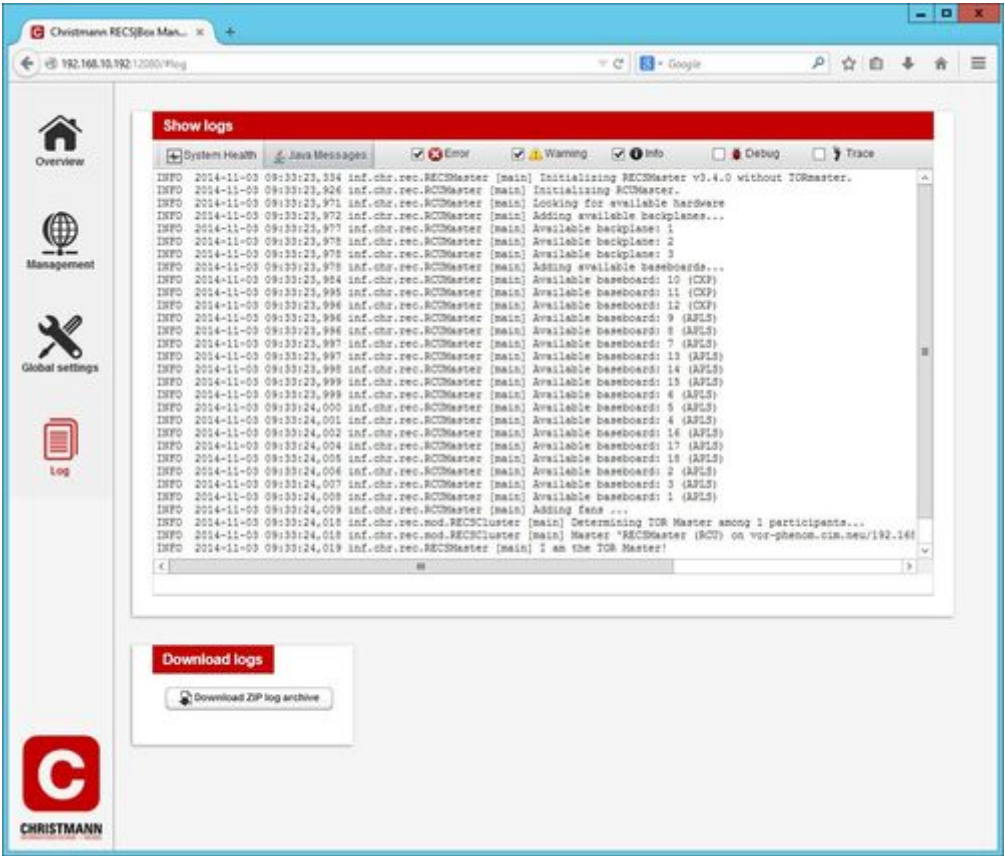 Christmann RECS|Box Man...
192.168.10.192:12080/#log
Google
Overview
Management
Global settings
Log
Show logs
System Health Java Messages Error Warning Info Debug Trace
INFO 2014-11-03 09:33:23,334 inf.chr.rec.RECSMaster [main] Initializing RECSMaster v3.4.0 without TORmaster.
INFO 2014-11-03 09:33:23,926 inf.chr.rec.RCUMaster [main] Initializing RCUMaster.
INFO 2014-11-03 09:33:23,971 inf.chr.rec.RCUMaster [main] Looking for available hardware
INFO 2014-11-03 09:33:23,972 inf.chr.rec.RCUMaster [main] Adding available backplanes...
INFO 2014-11-03 09:33:23,977 inf.chr.rec.RCUMaster [main] Available backplane: 1
INFO 2014-11-03 09:33:23,978 inf.chr.rec.RCUMaster [main] Available backplane: 2
INFO 2014-11-03 09:33:23,978 inf.chr.rec.RCUMaster [main] Available backplane: 3
INFO 2014-11-03 09:33:23,978 inf.chr.rec.RCUMaster [main] Adding available baseboards...
INFO 2014-11-03 09:33:23,984 inf.chr.rec.RCUMaster [main] Available baseboard: 10 (CXP)
INFO 2014-11-03 09:33:23,995 inf.chr.rec.RCUMaster [main] Available baseboard: 11 (CXP)
INFO 2014-11-03 09:33:23,996 inf.chr.rec.RCUMaster [main] Available baseboard: 12 (CXP)
INFO 2014-11-03 09:33:23,996 inf.chr.rec.RCUMaster [main] Available baseboard: 9 (APLS)
INFO 2014-11-03 09:33:23,996 inf.chr.rec.RCUMaster [main] Available baseboard: 8 (APLS)
INFO 2014-11-03 09:33:23,997 inf.chr.rec.RCUMaster [main] Available baseboard: 7 (APLS)
INFO 2014-11-03 09:33:23,997 inf.chr.rec.RCUMaster [main] Available baseboard: 13 (APLS)
INFO 2014-11-03 09:33:23,998 inf.chr.rec.RCUMaster [main] Available baseboard: 14 (APLS)
INFO 2014-11-03 09:33:23,999 inf.chr.rec.RCUMaster [main] Available baseboard: 15 (APLS)
INFO 2014-11-03 09:33:23,999 inf.chr.rec.RCUMaster [main] Available baseboard: 6 (APLS)
INFO 2014-11-03 09:33:24,000 inf.chr.rec.RCUMaster [main] Available baseboard: 5 (APLS)
INFO 2014-11-03 09:33:24,001 inf.chr.rec.RCUMaster [main] Available baseboard: 4 (APLS)
INFO 2014-11-03 09:33:24,002 inf.chr.rec.RCUMaster [main] Available baseboard: 16 (APLS)
INFO 2014-11-03 09:33:24,004 inf.chr.rec.RCUMaster [main] Available baseboard: 17 (APLS)
INFO 2014-11-03 09:33:24,005 inf.chr.rec.RCUMaster [main] Available baseboard: 18 (APLS)
INFO 2014-11-03 09:33:24,006 inf.chr.rec.RCUMaster [main] Available baseboard: 2 (APLS)
INFO 2014-11-03 09:33:24,007 inf.chr.rec.RCUMaster [main] Available baseboard: 3 (APLS)
INFO 2014-11-03 09:33:24,008 inf.chr.rec.RCUMaster [main] Available baseboard: 1 (APLS)
INFO 2014-11-03 09:33:24,009 inf.chr.rec.RCUMaster [main] Adding fans ...
INFO 2014-11-03 09:33:24,018 inf.chr.rec.mod.RECSCluster [main] Determining TOR Master among 1 participants...
INFO 2014-11-03 09:33:24,018 inf.chr.rec.mod.RECSCluster [main] Master "RECSMaster (RCU) on vor-phenom.cim.neu/192.168
INFO 2014-11-03 09:33:24,019 inf.chr.rec.RECSMaster [main] I am the TOR Master!
Download logs
Download ZIP log archive
C
CHRISTMANN